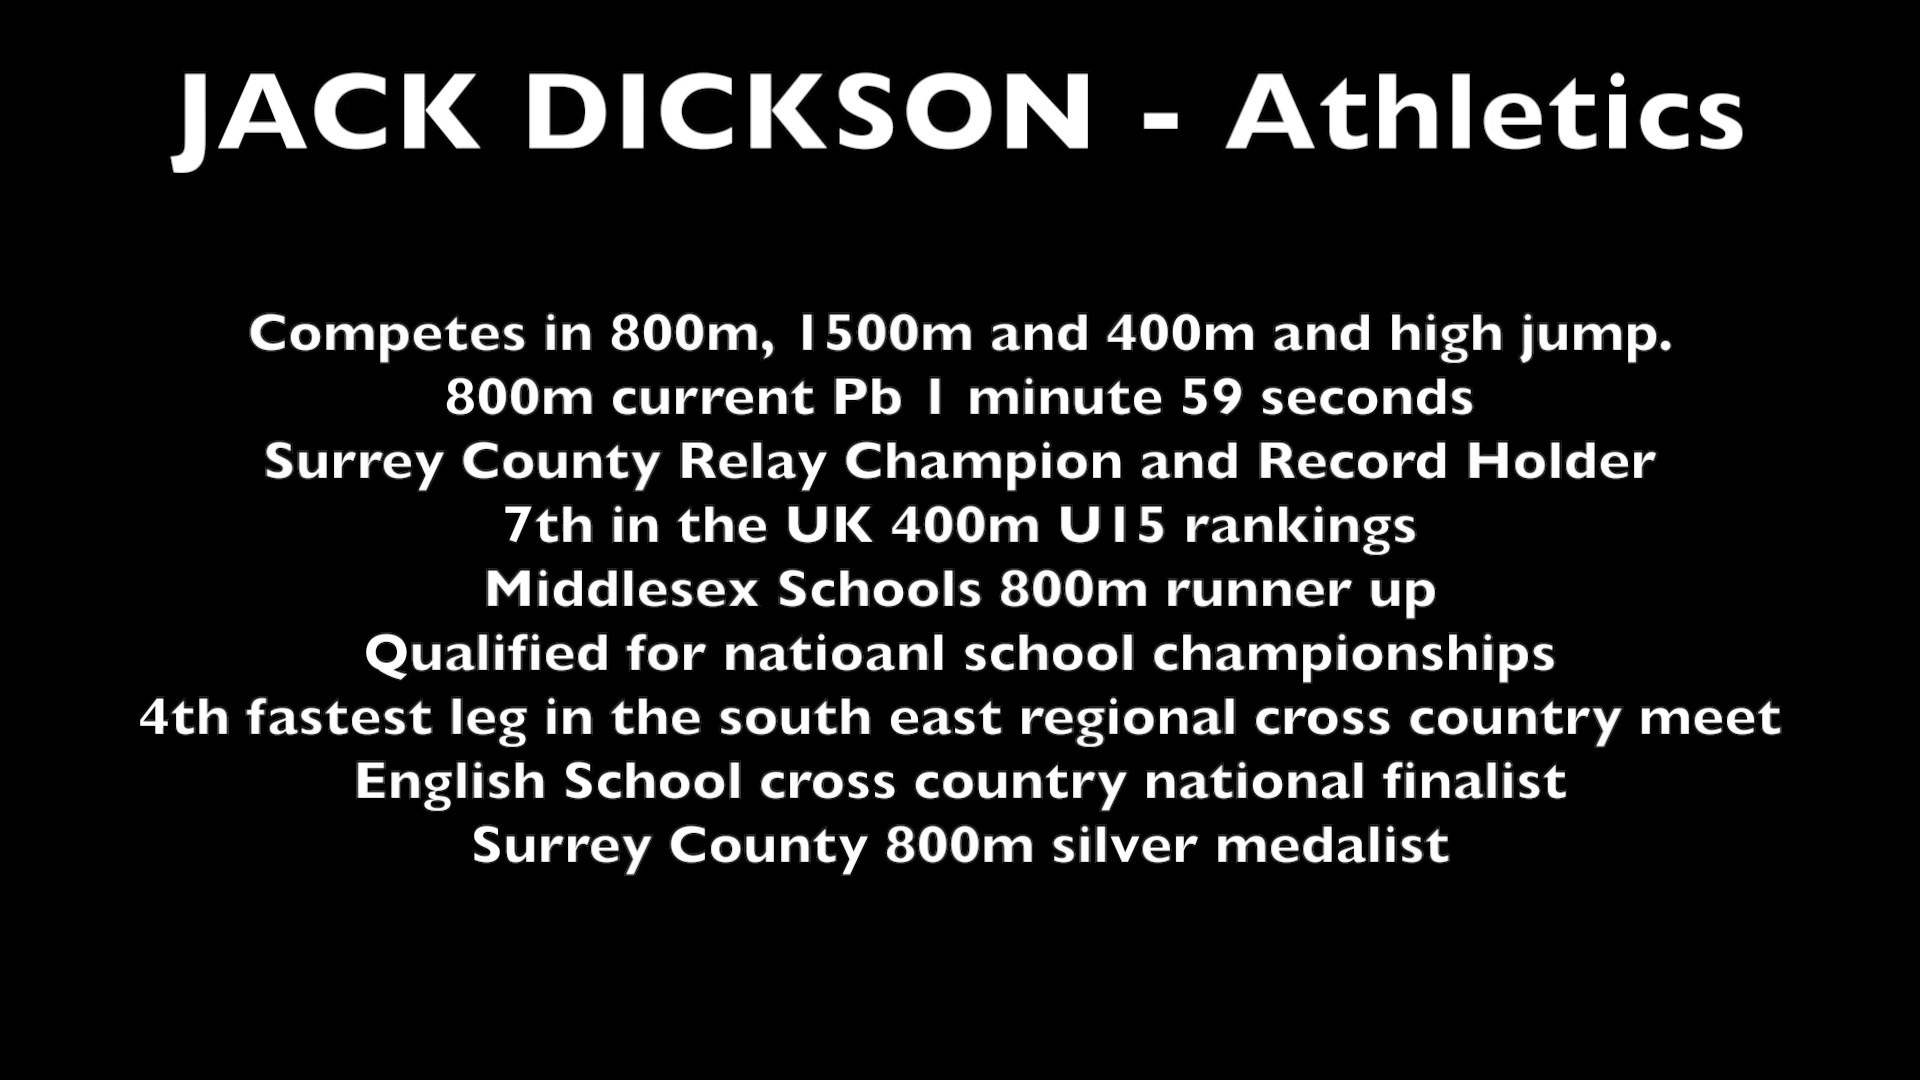 JACK DICKSON - Athletics
Competes in 800m, 1500m and 400m and high jump.
800m current Pb 1 minute 59 seconds
Surrey County Relay Champion and Record Holder
7th in the UK 400m U15 rankings
Middlesex Schools 800m runner up
Qualified for natioanl school championships
4th fastest leg in the south east regional cross country meet
English School cross country national finalist
Surrey County 800m silver medalist